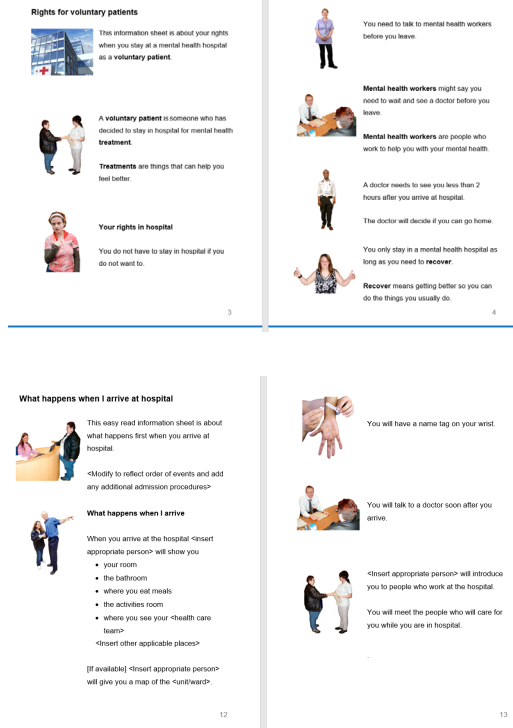 Rights for voluntary patients
This information sheet is about your rights
when you stay at a mental health hospital
as a voluntary patient.
A voluntary patient is someone who has
decided to stay in hospital for mental health
treatment.
Treatments are things that can help you
feel better.
Your rights in hospital
You do not have to stay in hospital if you
do not want to.
3
You need to talk to mental health workers
before you leave.
Mental health workers might say you
need to wait and see a doctor before you
leave.
Mental health workers are people who
work to help you with your mental health.
A doctor needs to see you less than 2
hours after you arrive at hospital.
The doctor will decide if you can go home.
You only stay in a mental health hospital as
long as you need to recover.
Recover means getting better so you can
do the things you usually do.
4
What happens when I arrive at hospital
This easy read information sheet is about
what happens first when you arrive at
hospital.
<Modify to reflect order of events and add
any additional admission procedures>
What happens when I arrive
When you arrive at the hospital <insert
appropriate person> will show you
• your room
• the bathroom
• where you eat meals
• the activities room
• where you see your <health care
team>
<Insert other applicable places>
[If available] <Insert appropriate person>
will give you a map of the <unit/ward>.
12
You will have a name tag on your wrist.
You will talk to a doctor soon after you
arrive.
<Insert appropriate person> will introduce
you to people who work at the hospital.
You will meet the people who will care for
you while you are in hospital.
.
13